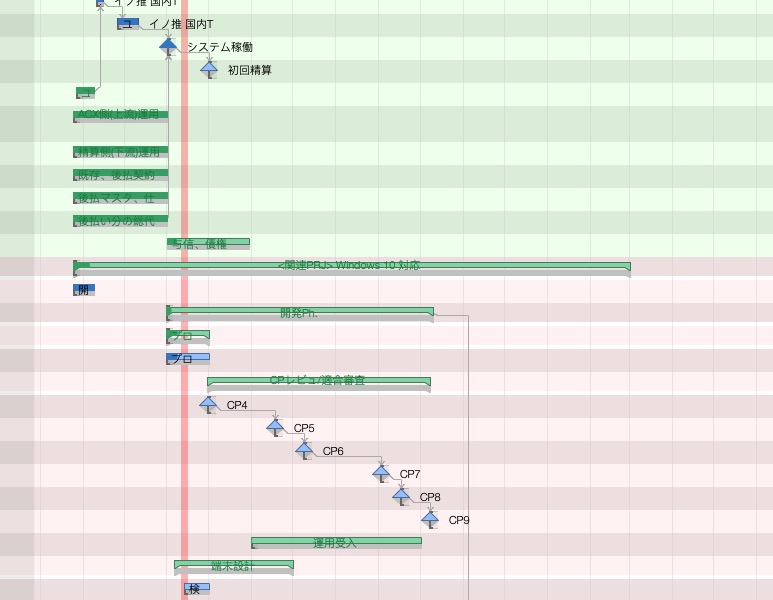 イノ推 国内T
ユ イノ推 国内T
システム稼働
初回精算
ユ
ACX側(上流)運用
精算側(下流)運用
既存、後払契約
後払マスタ、仕
後払い分の総代
与信、債権
<関連PRJ> Windows 10 対応
開
開発Ph.
プロ
プロ
CPレビュ/適合審査
CP4
CP5
CP6
CP7
CP8
CP9
運用受入
端末設計
検